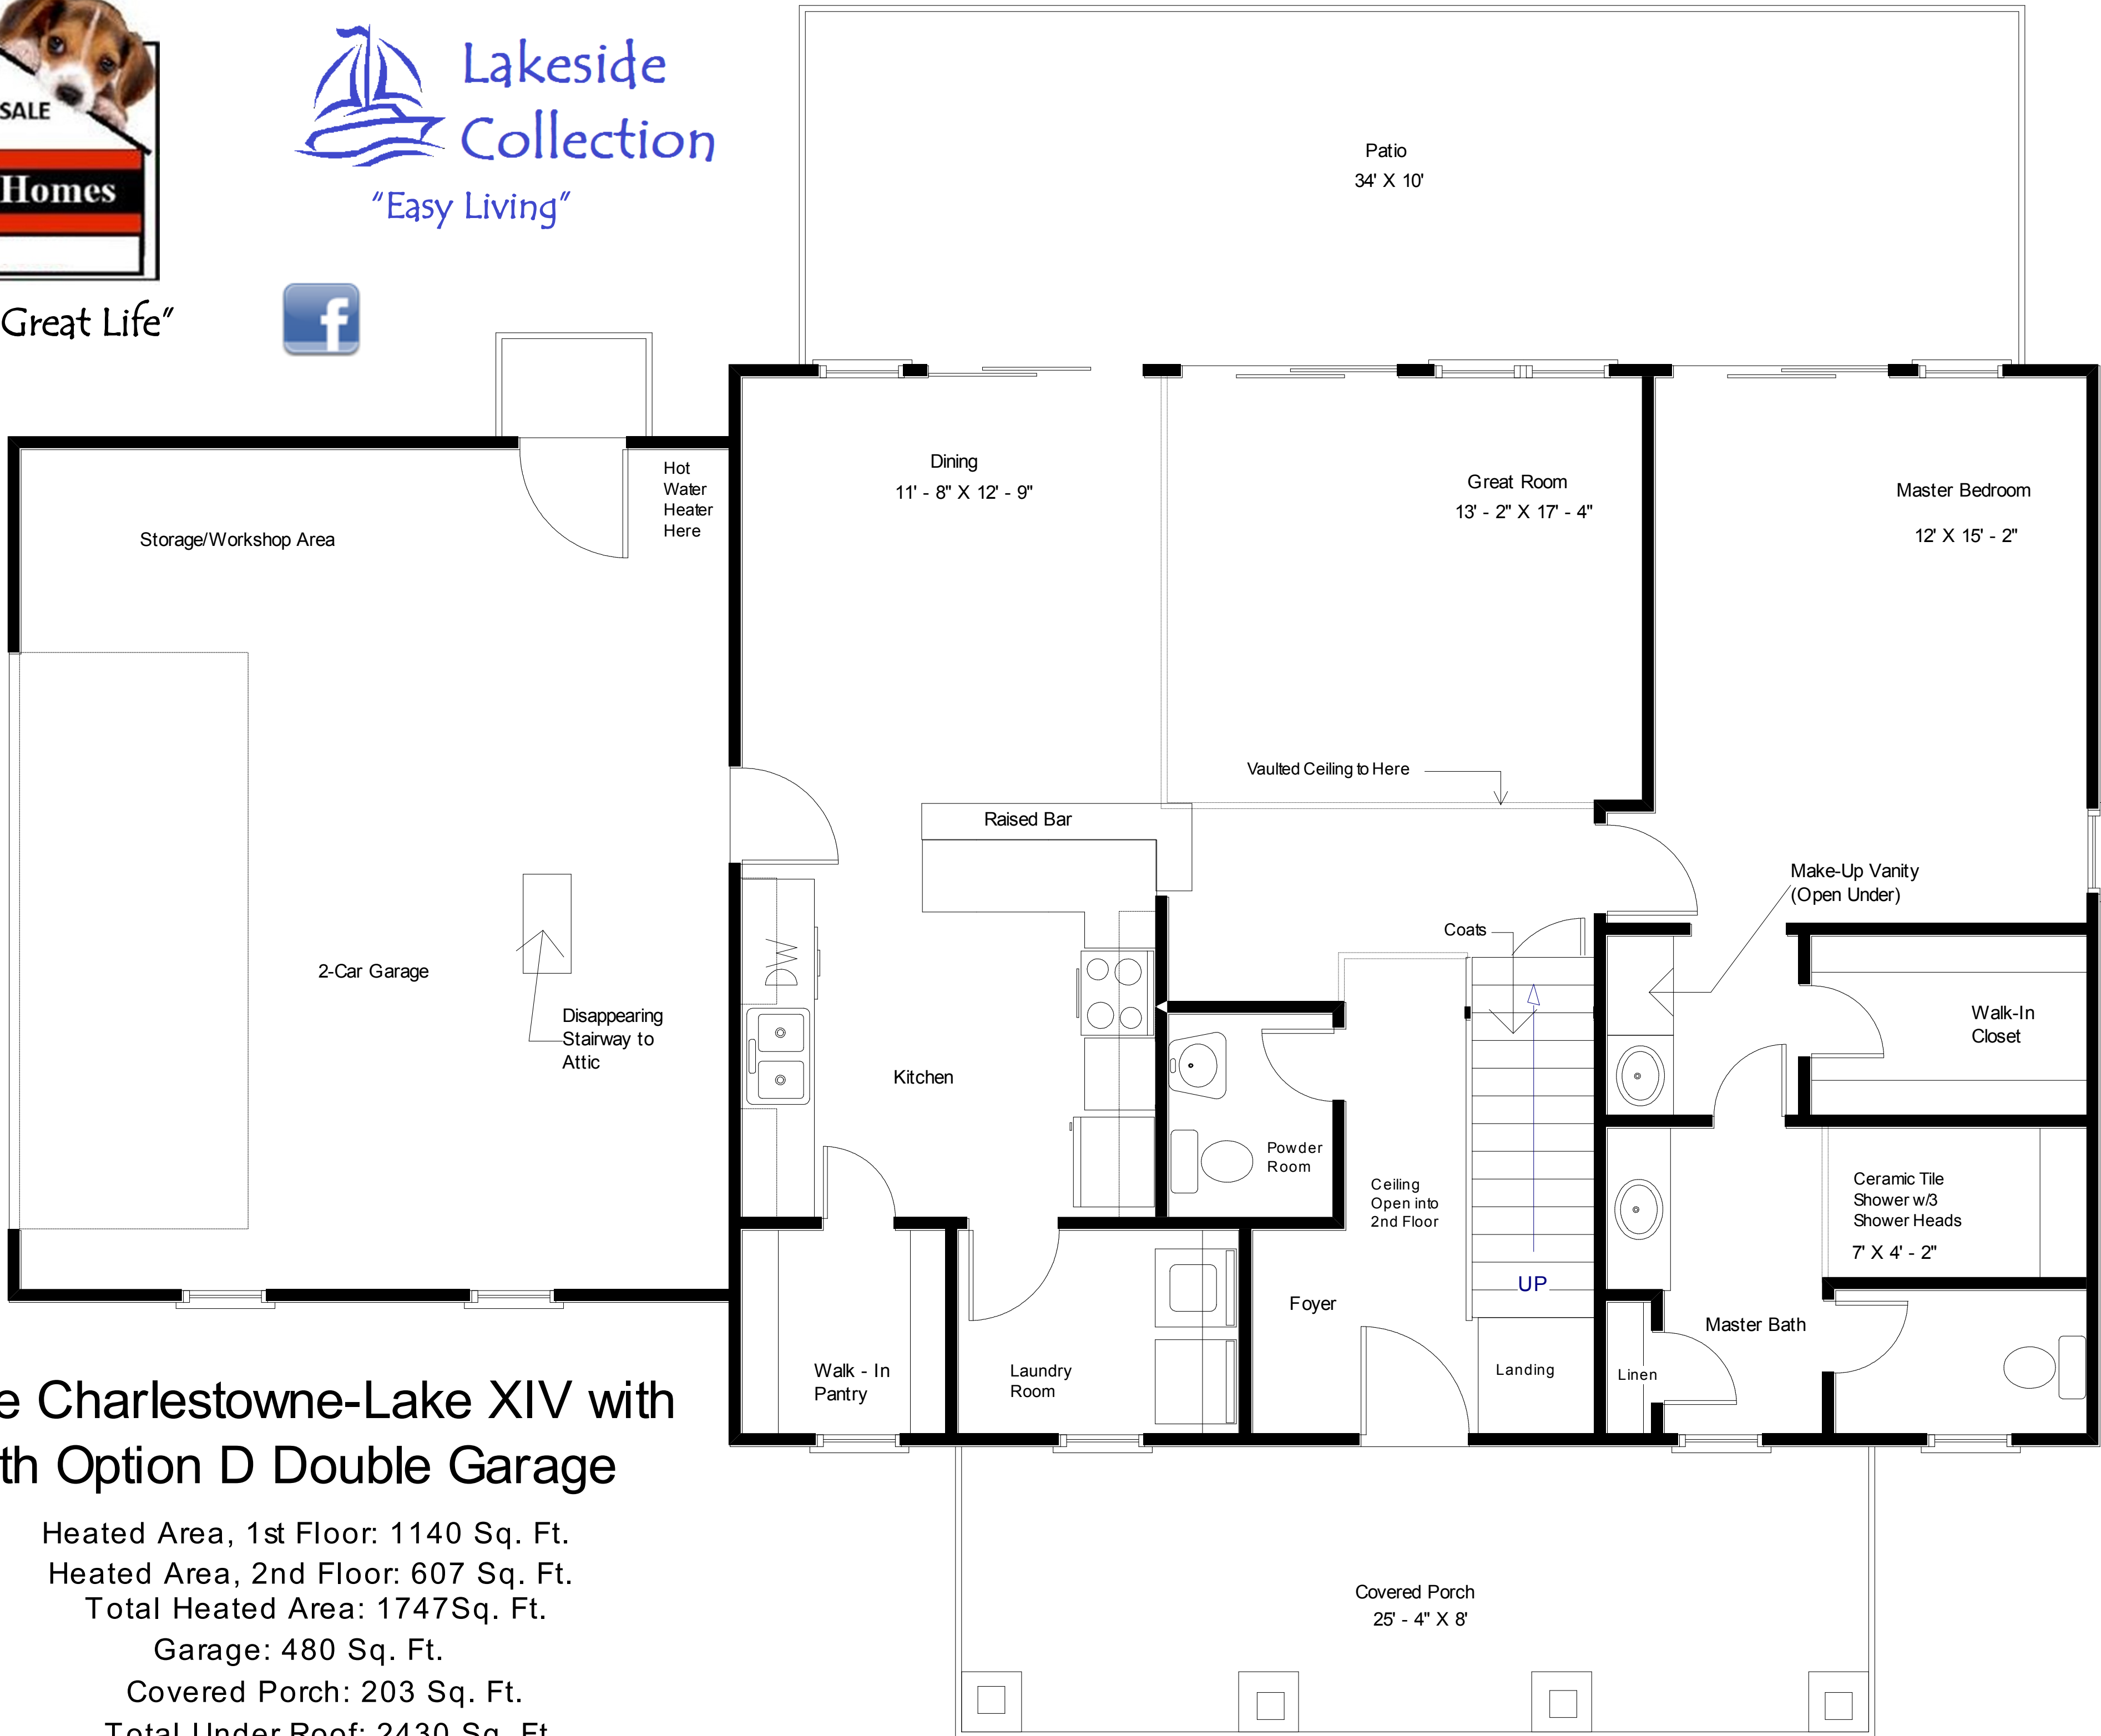 SALE
Homes
Great Life”
Lakeside
Collection
“Easy Living”
f
Patio
34' X 10'
Storage/Workshop Area
Hot
Water
Heater
Here
Dining
11' - 8" X 12' - 9"
Great Room
13' - 2" X 17' - 4"
Master Bedroom
12' X 15' - 2"
Vaulted Ceiling to Here
Raised Bar
Make-Up Vanity
(Open Under)
Coats
DW
2-Car Garage
Disappearing
Stairway to
Attic
Walk-In
Closet
Kitchen
Powder
Room
Ceiling
Open into
2nd Floor
Ceramic Tile
Shower w/3
Shower Heads
7' X 4' - 2"
UP
Foyer
Master Bath
Walk - In
Pantry
Laundry
Room
Landing
Linen
e Charlestowne-Lake XIV with
th Option D Double Garage
Heated Area, 1st Floor: 1140 Sq. Ft.
Heated Area, 2nd Floor: 607 Sq. Ft.
Total Heated Area: 1747Sq. Ft.
Garage: 480 Sq. Ft.
Covered Porch: 203 Sq. Ft.
Total Under Roof: 2430 Sq. Ft
Covered Porch
25' - 4" X 8'